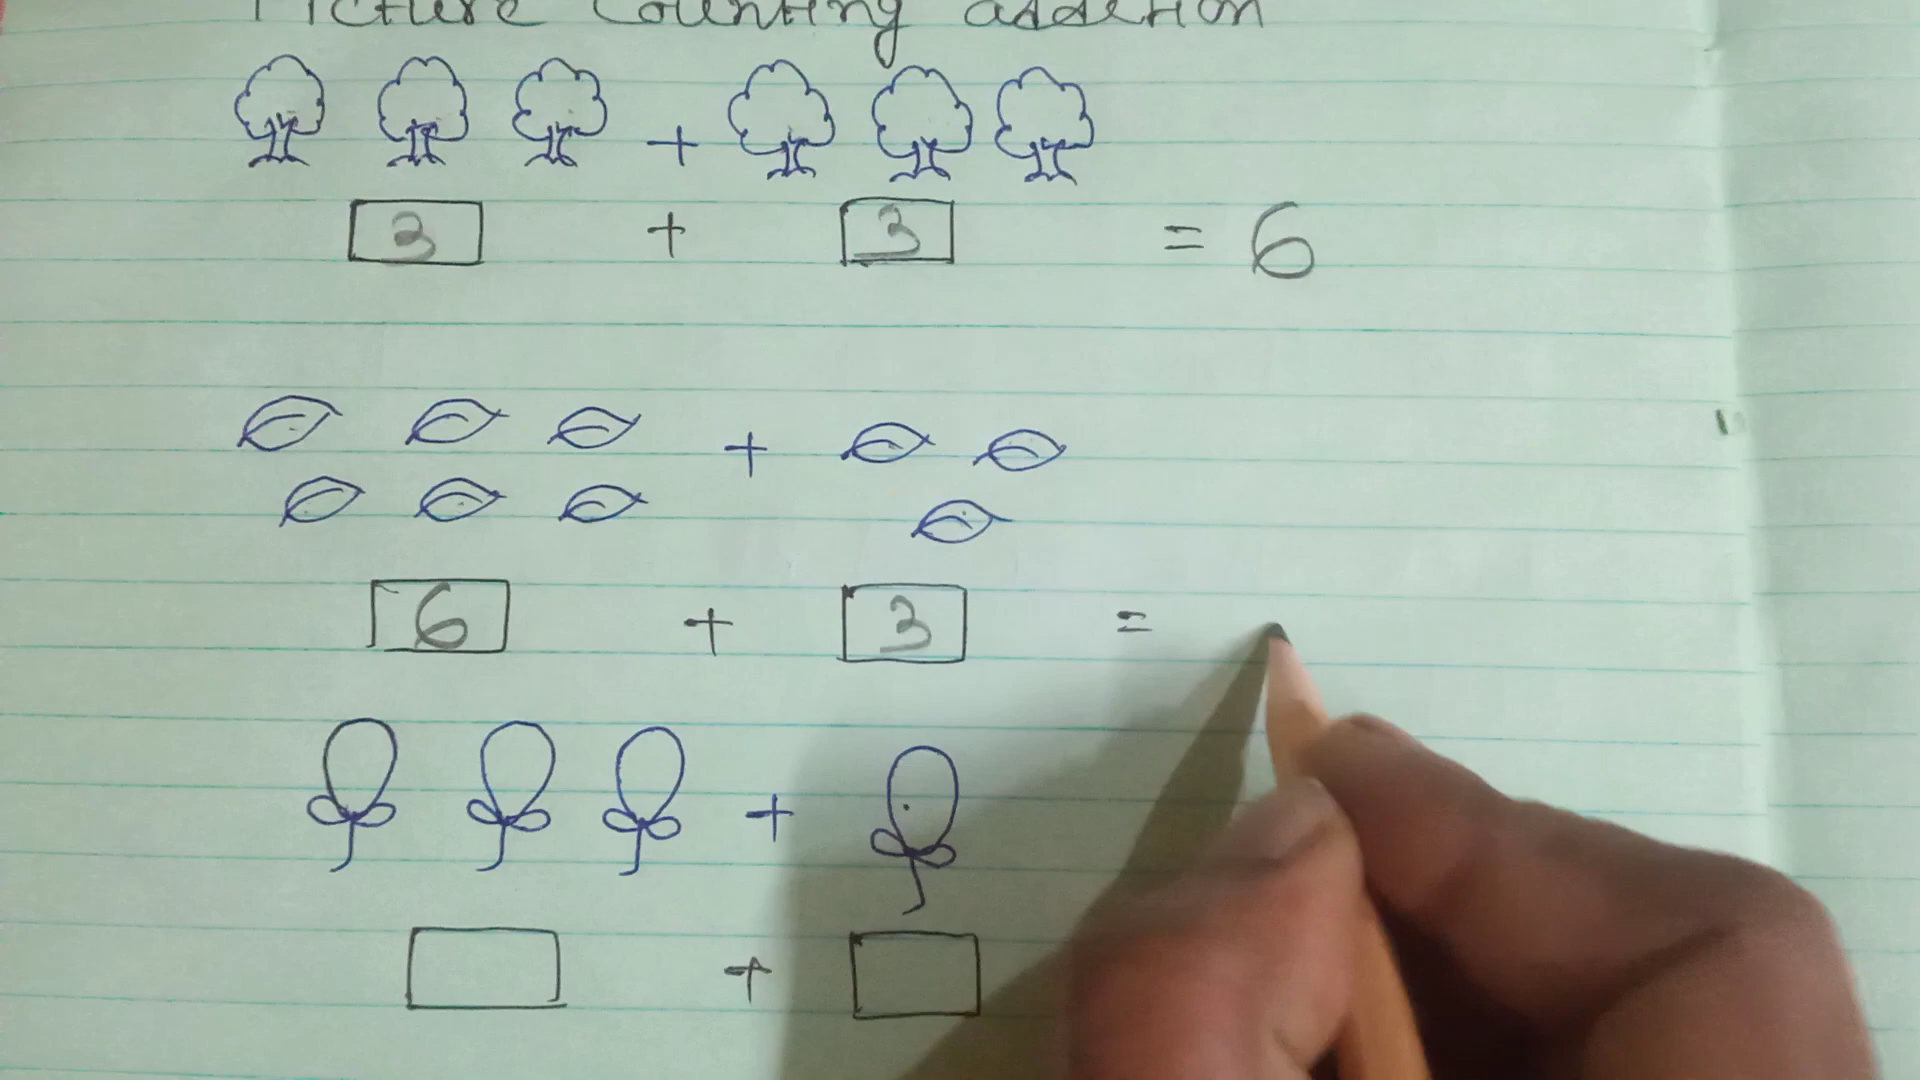 Picture Counting addition
+
3 + 3 = 6
+
6 + 3 =
+
+